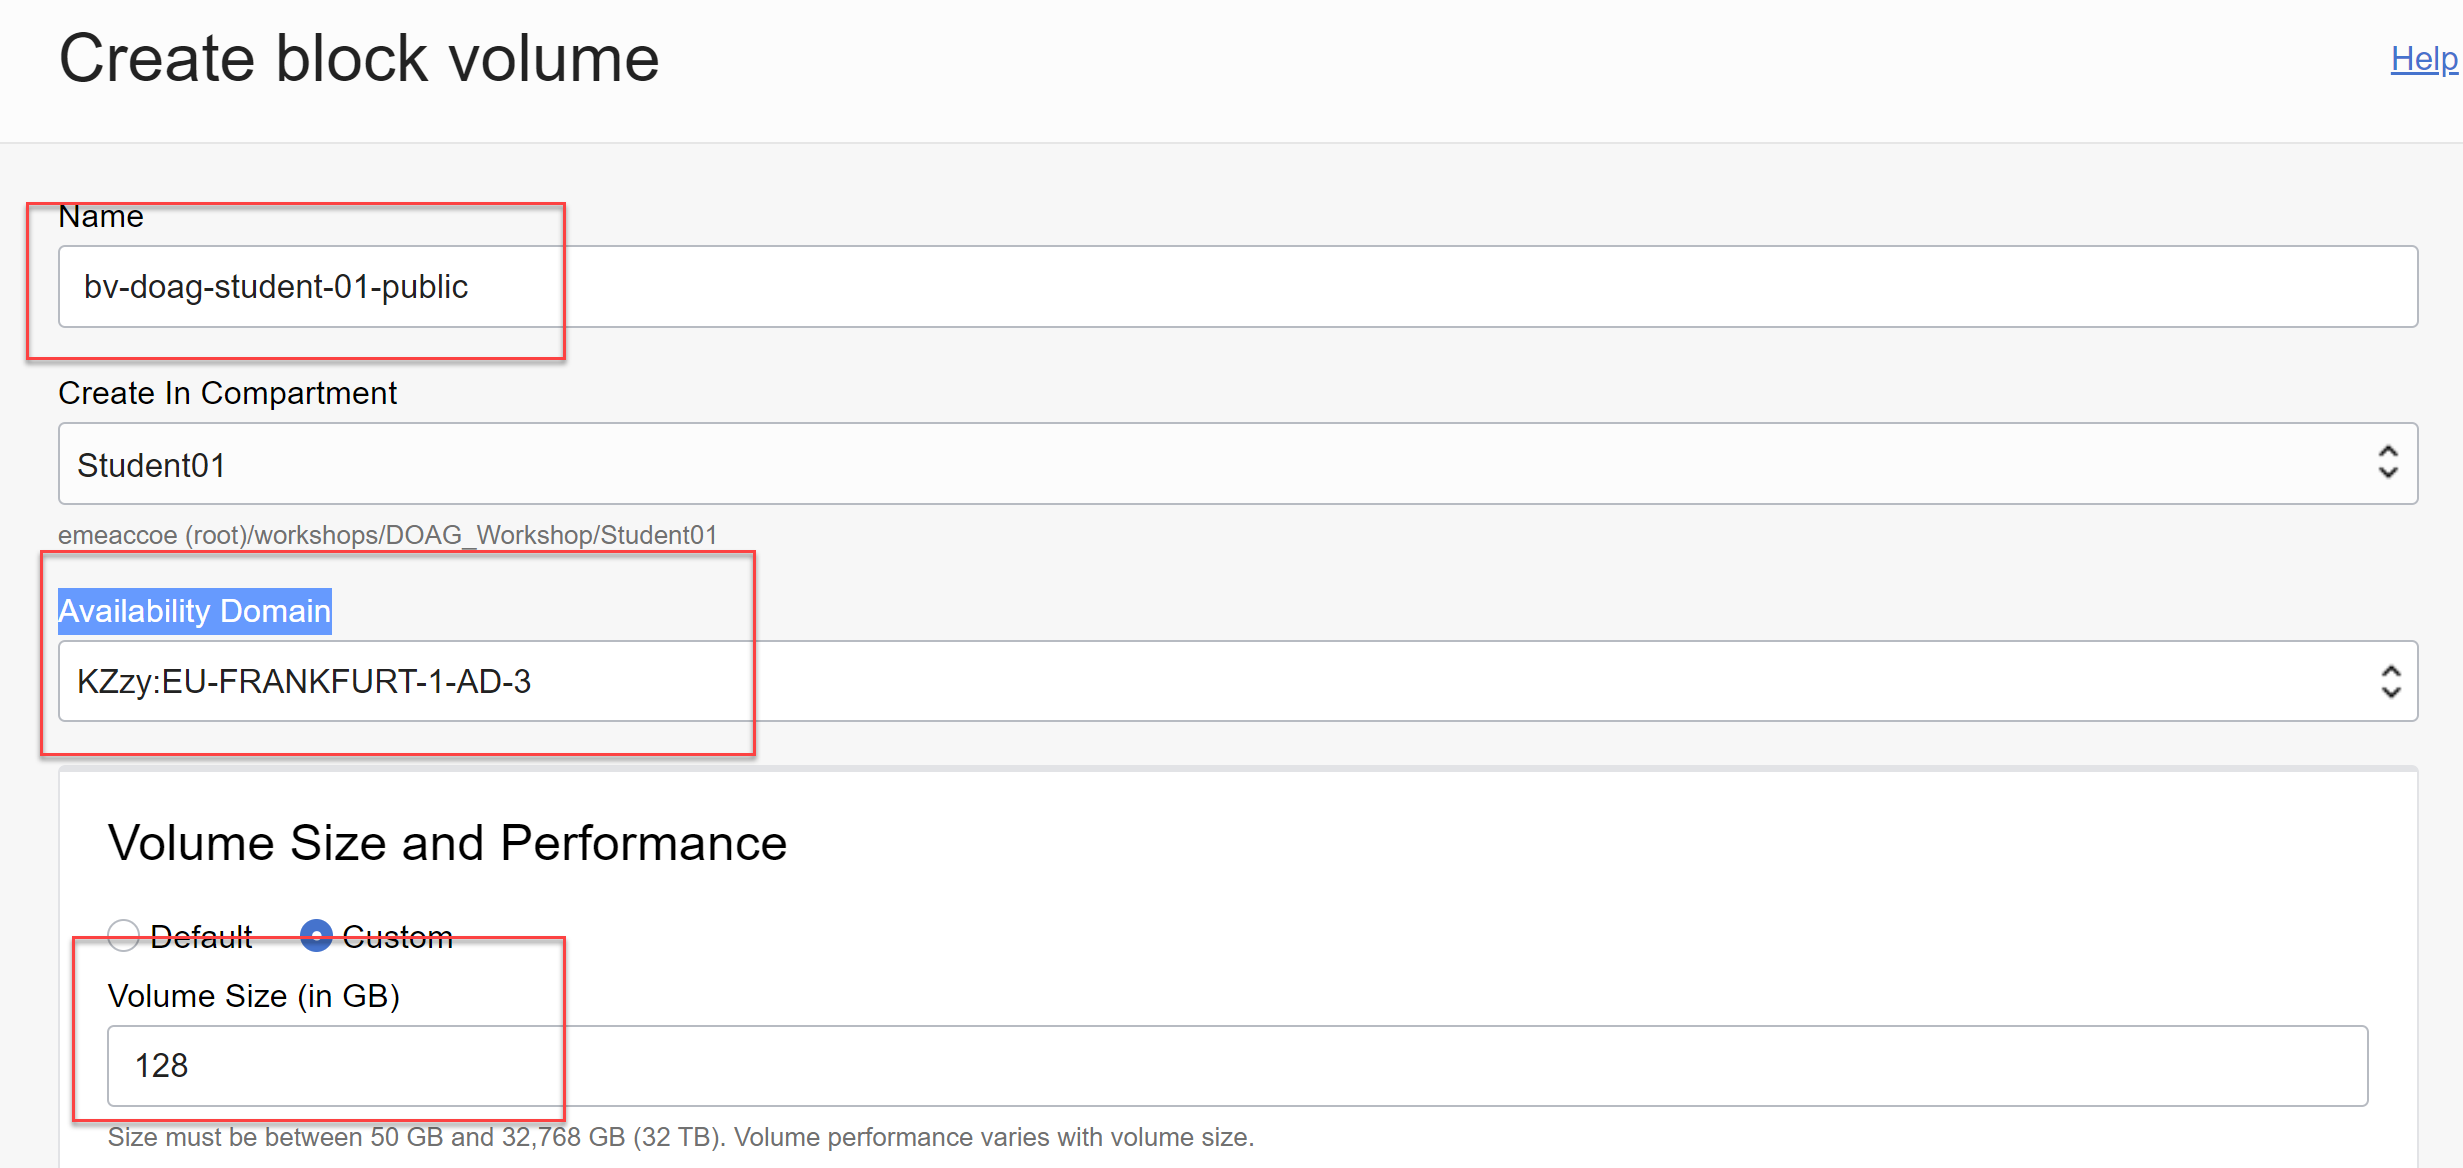 Create block volume
Help
Name
bv-doag-student-01-public
Create In Compartment
Student01
emeaccoe (root)/workshops/DOAG_Workshop/Student01
Availability Domain
KZzy:EU-FRANKFURT-1-AD-3
Volume Size and Performance
Default Custom
Volume Size (in GB)
128
Size must be between 50 GB and 32,768 GB (32 TB). Volume performance varies with volume size.